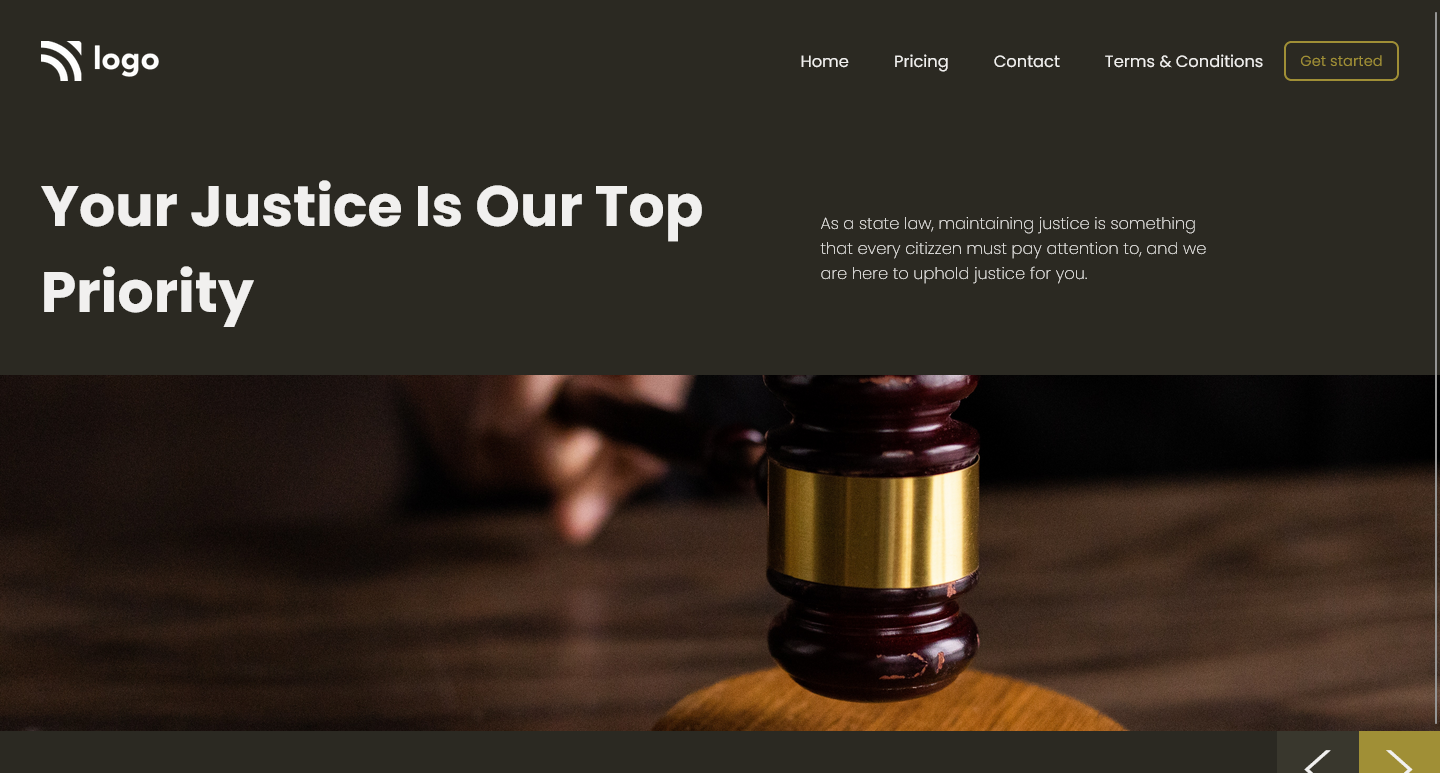 logo
Home Pricing Contact Terms & Conditions Get started
Your Justice Is Our Top
Priority
As a state law, maintaining justice is something
that every citizzen must pay attention to, and we
are here to uphold justice for you.